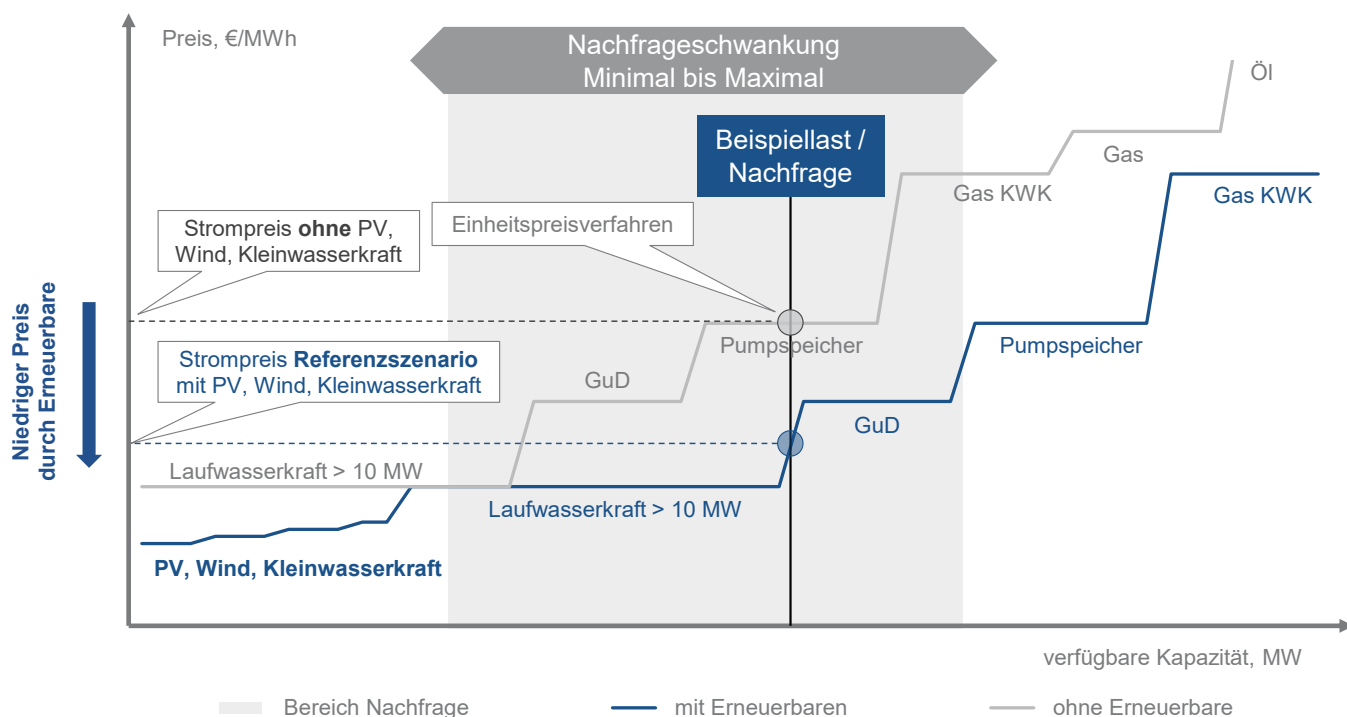 Preis, €/MWh
Nachfrageschwankung
Minimal bis Maximal
Öl
Beispiellast /
Nachfrage
Gas
Gas KWK
Gas KWK
Strompreis ohne PV,
Wind, Kleinwasserkraft
Einheitspreisverfahren
Niedriger Preis
durch Erneuerbare
Pumpspeicher
Pumpspeicher
Strompreis Referenzszenario
mit PV, Wind, Kleinwasserkraft
GuD
GuD
Laufwasserkraft > 10 MW
Laufwasserkraft > 10 MW
PV, Wind, Kleinwasserkraft
verfügbare Kapazität, MW
Bereich Nachfrage
mit Erneuerbaren
ohne Erneuerbare